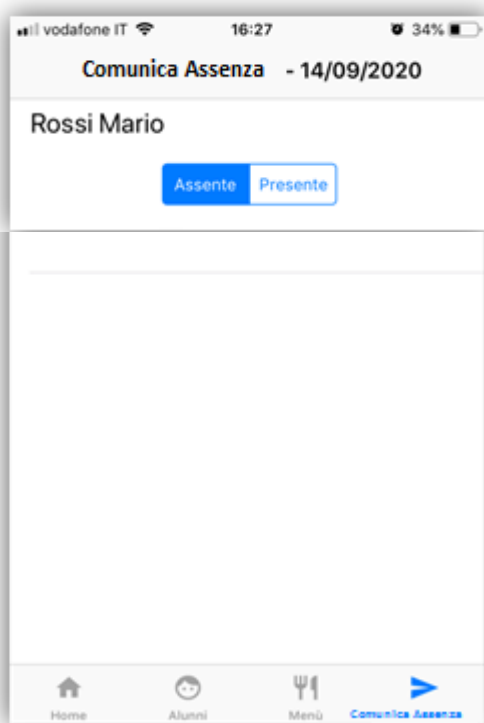 vodafone IT 16:27 34%
Comunica Assenza - 14/09/2020
Rossi Mario
Assente Presente
Home Alunni Menù Comunica Assenza